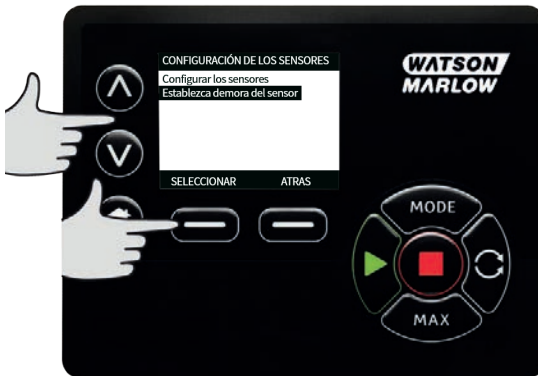 CONFIGURACIÓN DE LOS SENSORES
WATSON
MARLOW
Configurar los sensores
Establezca demora del sensor
SELECCIONAR ATRAS
MODE
MAX